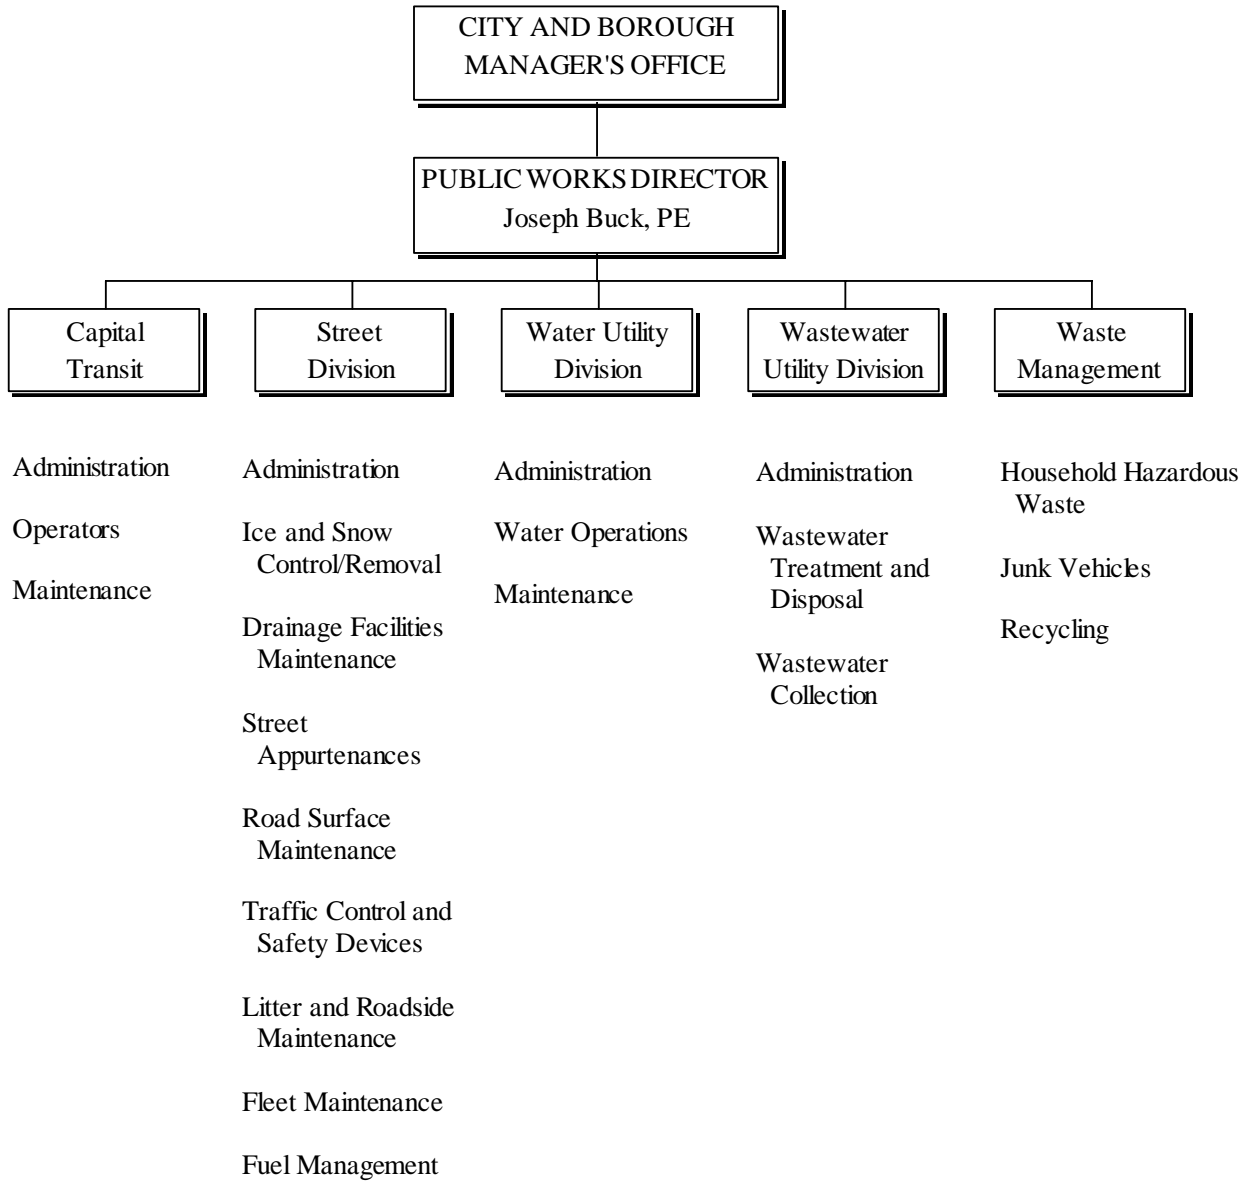 CITY AND BOROUGH
MANAGER'S OFFICE
PUBLIC WORKS DIRECTOR
Joseph Buck, PE
Capital
Transit
Street
Division
Water Utility
Division
Wastewater
Utility Division
Waste
Management
Administration
Operators
Maintenance
Administration
Ice and Snow
Control/Removal
Drainage Facilities
Maintenance
Street
Appurtenances
Road Surface
Maintenance
Traffic Control and
Safety Devices
Litter and Roadside
Maintenance
Fleet Maintenance
Fuel Management
Administration
Water Operations
Maintenance
Administration
Wastewater
Treatment and
Disposal
Wastewater
Collection
Household Hazardous
Waste
Junk Vehicles
Recycling